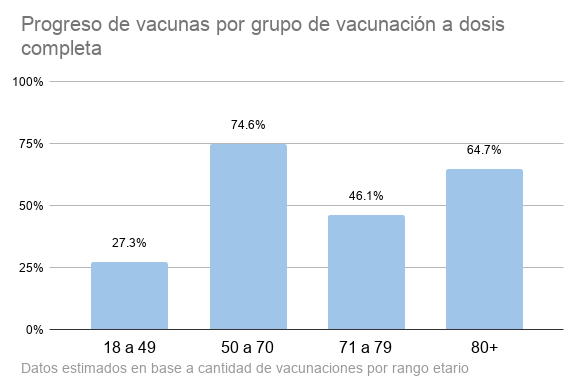 Progreso de vacunas por grupo de vacunación a dosis
completa
100%
75%
50%
25%
0%
27.3%
74.6%
46.1%
64.7%
18 a 49
50 a 70
71 a 79
80+
Datos estimados en base a cantidad de vacunaciones por rango etario